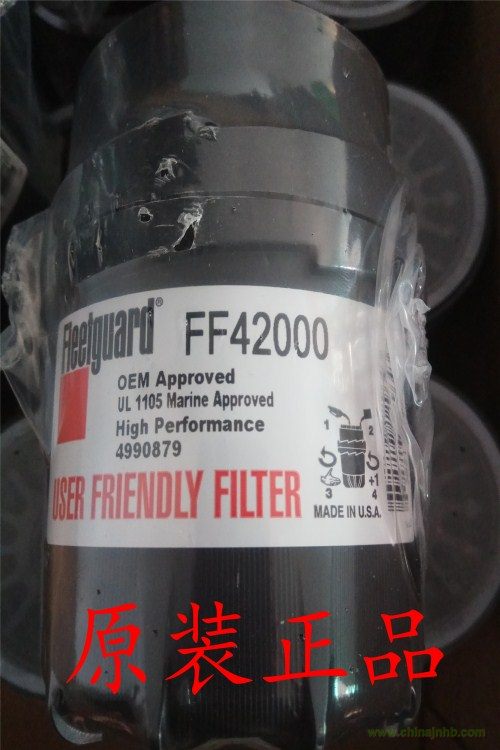 Fleetguard® FF42000
OEM Approved
UL 1105 Marine Approved
High Performance
4990879
1 2
3 +1
4
USER FRIENDLY FILTER
MADE IN U.S.A.
原装正品
www.chinajnhb.com